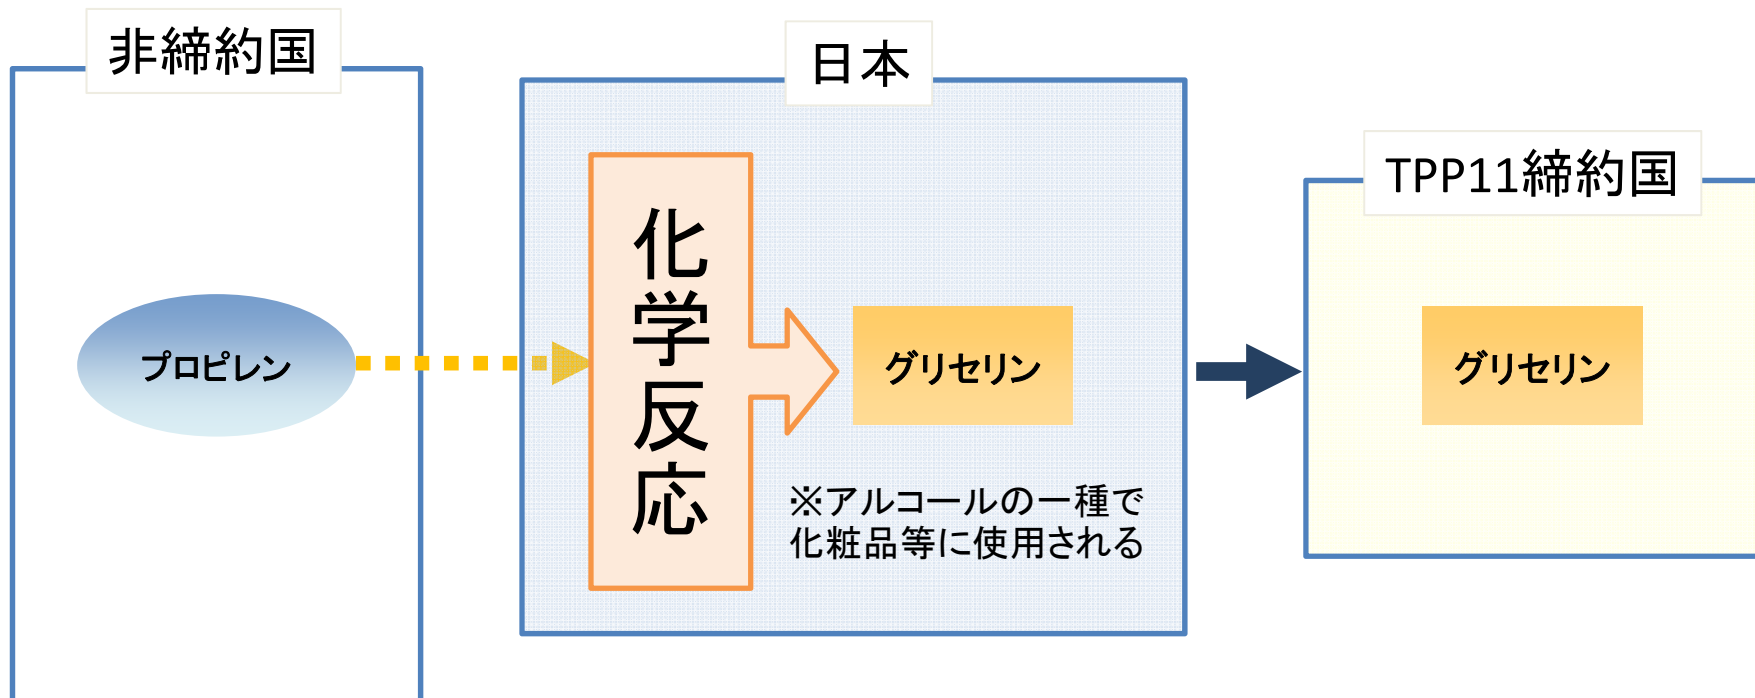 非締約国
日本
TPP11締約国
プロピレン
化学反応
グリセリン
グリセリン
※アルコールの一種で
化粧品等に使用される